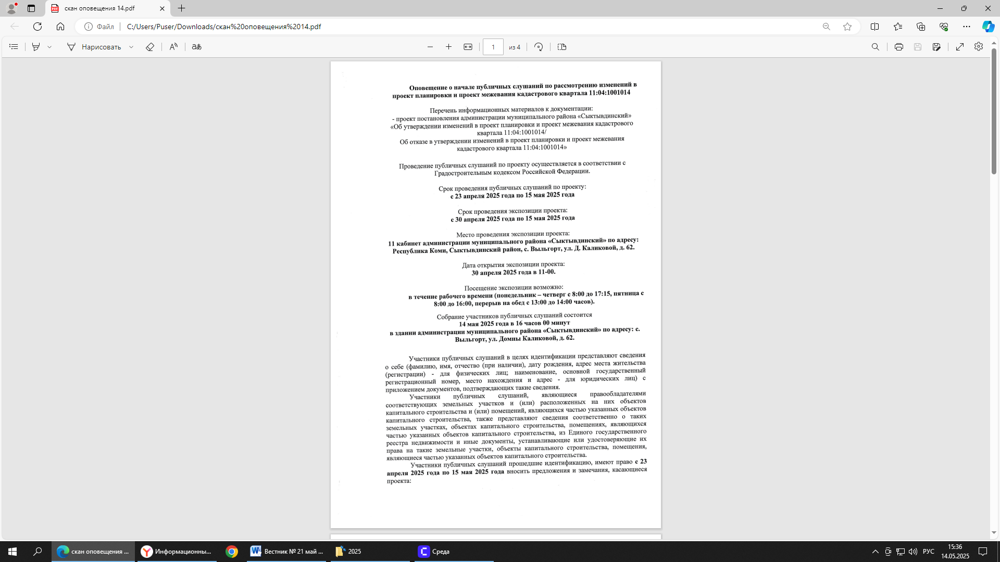 скан оповещения 14.pdf
Файл
C:/Users/Puser/Downloads/скан%20оповещения%2014.pdf
Нарисовать
1
из 4
Оповещение о начале публичных слушаний по рассмотрению изменений в
проект планировки и проект межевания кадастрового квартала 11:04:1001014
Перечень информационных материалов к документации:
- проект постановления администрации муниципального района «Сыктывдинский»
«Об утверждении изменений в проект планировки и проект межевания кадастрового
квартала 11:04:1001014/
Об отказе в утверждении изменений в проект планировки и проект межевания
кадастрового квартала 11:04:1001014»
Проведение публичных слушаний по проекту осуществляется в соответствии с
Градостроительным кодексом Российской Федерации.
Срок проведения публичных слушаний по проекту:
с 23 апреля 2025 года по 15 мая 2025 года
Срок проведения экспозиции проекта:
с 30 апреля 2025 года по 15 мая 2025 года
Место проведения экспозиции проекта:
11 кабинет администрации муниципального района «Сыктывдинский» по адресу:
Республика Коми, Сыктывдинский район, с. Выльгорт, ул. Д. Каликовой, д. 62.
Дата открытия экспозиции проекта:
30 апреля 2025 года в 11-00.
Посещение экспозиции возможно:
в течение рабочего времени (понедельник – четверг с 8:00 до 17:15, пятница с
8:00 до 16:00, перерыв на обед с 13:00 до 14:00 часов).
Собрание участников публичных слушаний состоится
14 мая 2025 года в 16 часов 00 минут
в здании администрации муниципального района «Сыктывдинский» по адресу: с.
Выльгорт, ул. Домны Каликовой, д. 62.
Участники публичных слушаний в целях идентификации представляют сведения
о себе (фамилию, имя, отчество (при наличии), дату рождения, адрес места жительства
(регистрации) - для физических лиц; наименование, основной государственный
регистрационный номер, место нахождения и адрес - для юридических лиц) с
приложением документов, подтверждающих такие сведения.
Участники публичных слушаний, являющиеся правообладателями
соответствующих земельных участков и (или) расположенных на них объектов
капитального строительства и (или) помещений, являющихся частью указанных объектов
капитального строительства, также представляют сведения соответственно о таких
земельных участках, объектах капитального строительства, помещениях, являющихся
частью указанных объектов капитального строительства, из Единого государственного
реестра недвижимости и иные документы, устанавливающие или удостоверяющие их
права на такие земельные участки, объекты капитального строительства, помещения,
являющиеся частью указанных объектов капитального строительства.
Участники публичных слушаний прошедшие идентификацию, имеют право с 23
апреля 2025 года по 15 мая 2025 года вносить предложения и замечания, касающиеся
проекта:
скан оповещения ...
Информационны...
Вестник № 21 май ...
2025
Среда
РУС
15:36
14.05.2025